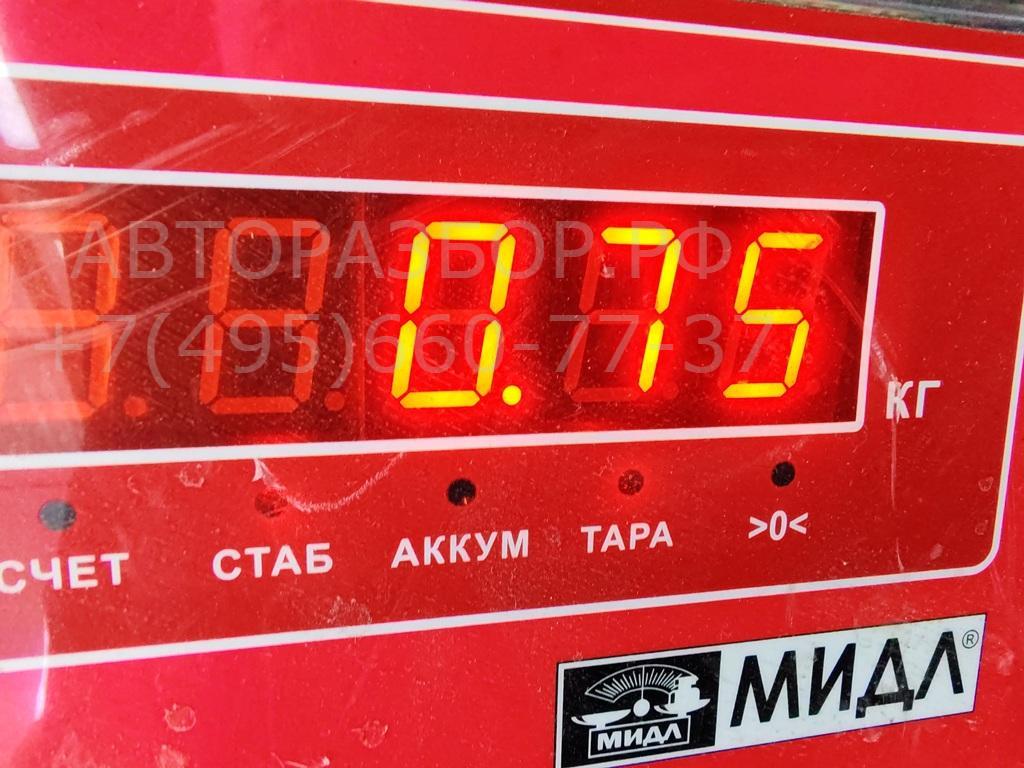 АВТОРАЗБОР.РФ
+7(495)660-77-37
0.75
КГ
СЧЕТ СТАБ АККУМ ТАРА >0<
МИДЛ МИДЛ®